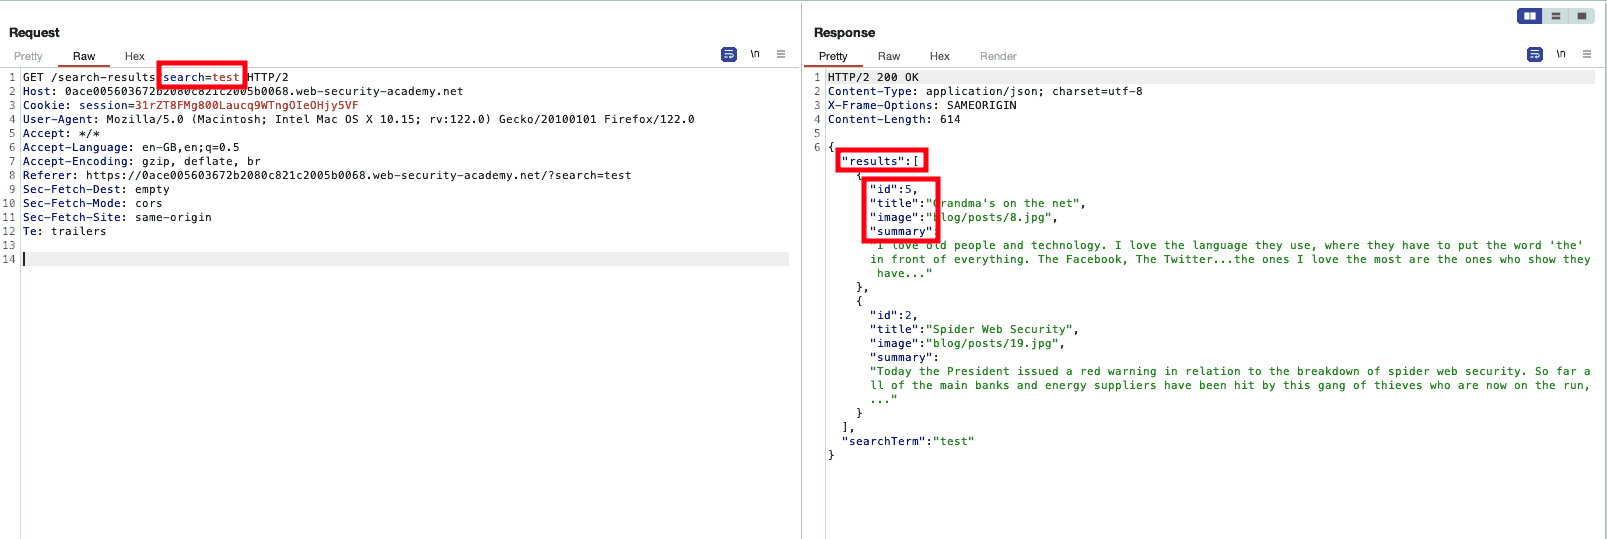 Request
Pretty Raw Hex \n
1 GET /search-results?search=test HTTP/2
2 Host: 0ace005603672b2080c821c2005b0068.web-security-academy.net
3 Cookie: session=31rZT8FMg800Laucq9WTngOIeOHjy5VF
4 User-Agent: Mozilla/5.0 (Macintosh; Intel Mac OS X 10.15; rv:122.0) Gecko/20100101 Firefox/122.0
5 Accept: */*
6 Accept-Language: en-GB,en;q=0.5
7 Accept-Encoding: gzip, deflate, br
8 Referer: https://0ace005603672b2080c821c2005b0068.web-security-academy.net/?search=test
9 Sec-Fetch-Dest: empty
10 Sec-Fetch-Mode: cors
11 Sec-Fetch-Site: same-origin
12 Te: trailers
13
14
Response
Pretty Raw Hex Render \n
1 HTTP/2 200 OK
2 Content-Type: application/json; charset=utf-8
3 X-Frame-Options: SAMEORIGIN
4 Content-Length: 614
5
6 {
"results":[
{
"id":5,
"title":"Grandma's on the net",
"image":"blog/posts/8.jpg",
"summary":
"I love old people and technology. I love the language they use, where they have to put the word 'the'
in front of everything. The Facebook, The Twitter...the ones I love the most are the ones who show they
have..."
},
{
"id":2,
"title":"Spider Web Security",
"image":"blog/posts/19.jpg",
"summary":
"Today the President issued a red warning in relation to the breakdown of spider web security. So far a
ll of the main banks and energy suppliers have been hit by this gang of thieves who are now on the run,
..."
}
],
"searchTerm":"test"
}